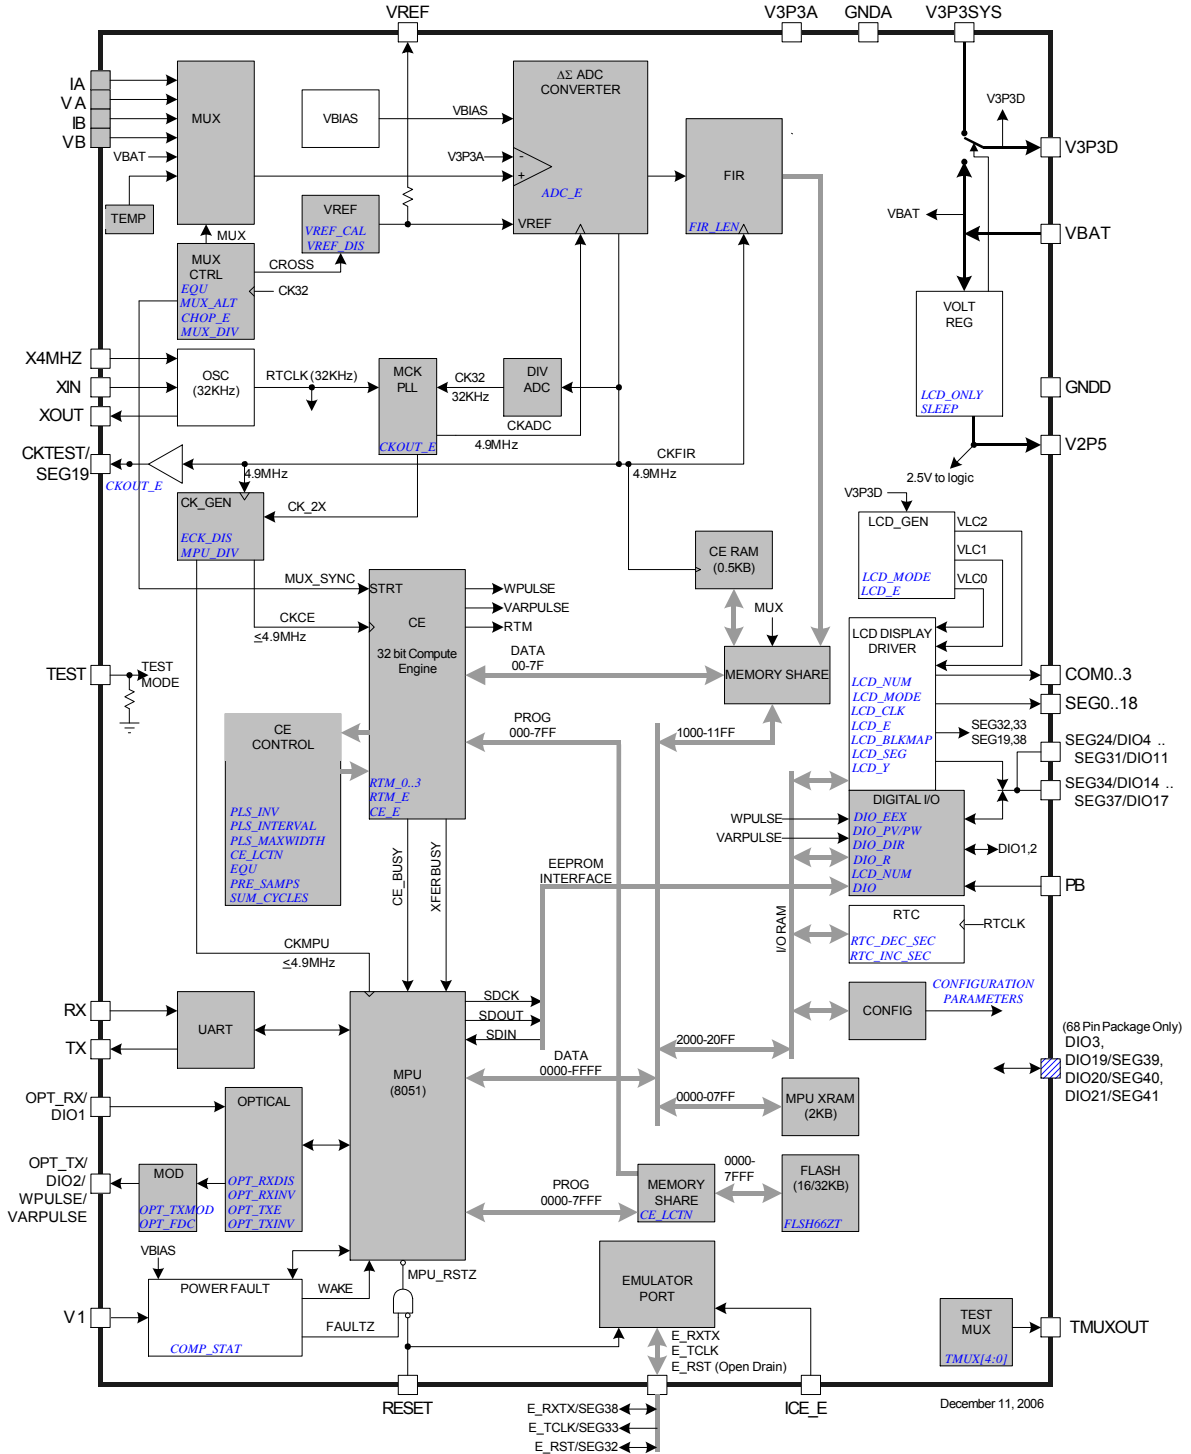 VREF
V3P3A
GNDA
V3P3SYS
IA
VA
IB
VB
VBAT
TEMP
MUX
VBIAS
VBIAS
ΔΣ ADC
CONVERTER
V3P3A
-
+
ADC_E
VREF
VREF
VREF_CAL
VREF_DIS
FIR
FIR_LEN
V3P3D
V3P3D
VBAT
VBAT
MUX
MUX
CTRL
EQU
MUX_ALT
CHOP_E
MUX_DIV
CROSS
CK32
VOLT
REG
LCD_ONLY
SLEEP
GNDD
V2P5
2.5V to logic
X4MHZ
XIN
XOUT
OSC
(32KHz)
RTCLK (32KHz)
MCK
PLL
CKOUT_E
CK32
32KHz
DIV
ADC
CKADC
4.9MHz
CKFIR
4.9MHz
CKTEST/
SEG19
CKOUT_E
4.9MHz
CK_GEN
ECK_DIS
MPU_DIV
CK_2X
MUX_SYNC
CKCE
≤4.9MHz
STRT
CE
32 bit Compute
Engine
RTM_0..3
RTM_E
CE_E
WPULSE
VARPULSE
RTM
DATA
00-7F
PROG
000-7FF
CE RAM
(0.5KB)
MUX
MEMORY SHARE
1000-11FF
V3P3D
LCD_GEN
LCD_MODE
LCD_E
VLC2
VLC1
VLC0
LCD DISPLAY
DRIVER
LCD_NUM
LCD_MODE
LCD_CLK
LCD_E
LCD_BLKMAP
LCD_SEG
LCD_Y
COM0..3
SEG0..18
SEG32,33
SEG19,38
SEG24/DIO4 ..
SEG31/DIO11
SEG34/DIO14 ..
SEG37/DIO17
TEST
TEST
MODE
CE
CONTROL
PLS_INV
PLS_INTERVAL
PLS_MAXWIDTH
CE_LCTN
EQU
PRE_SAMPS
SUM_CYCLES
CE_BUSY
XFER BUSY
EEPROM
INTERFACE
WPULSE
VARPULSE
I/O RAM
DIGITAL I/O
DIO_EEX
DIO_PV/PW
DIO_DIR
DIO_R
LCD_NUM
DIO
DIO1,2
PB
RTC
RTC_DEC_SEC
RTC_INC_SEC
RTCLK
CONFIG
CONFIGURATION
PARAMETERS
CKMPU
≤4.9MHz
RX
TX
UART
MPU
(8051)
SDCK
SDOUT
SDIN
DATA
0000-FFFF
2000-20FF
0000-07FF
MPU XRAM
(2KB)
(68 Pin Package Only)
DIO3,
DIO19/SEG39,
DIO20/SEG40,
DIO21/SEG41
OPT_RX/
DIO1
OPTICAL
OPT_RXDIS
OPT_RXINV
OPT_TXE
OPT_TXINV
OPT_TX/
DIO2/
WPULSE/
VARPULSE
MOD
OPT_TXMOD
OPT_FDC
PROG
0000-7FFF
MEMORY
SHARE
CE_LCTN
0000-
7FFF
FLASH
(16/32KB)
FLSH66ZT
VBIAS
V1
POWER FAULT
COMP_STAT
WAKE
FAULTZ
MPU_RSTZ
EMULATOR
PORT
E_RXTX
E_TCLK
E_RST (Open Drain)
TEST
MUX
TMUX[4:0]
TMUXOUT
RESET
ICE_E
December 11, 2006
E_RXTX/SEG38
E_TCLK/SEG33
E_RST/SEG32